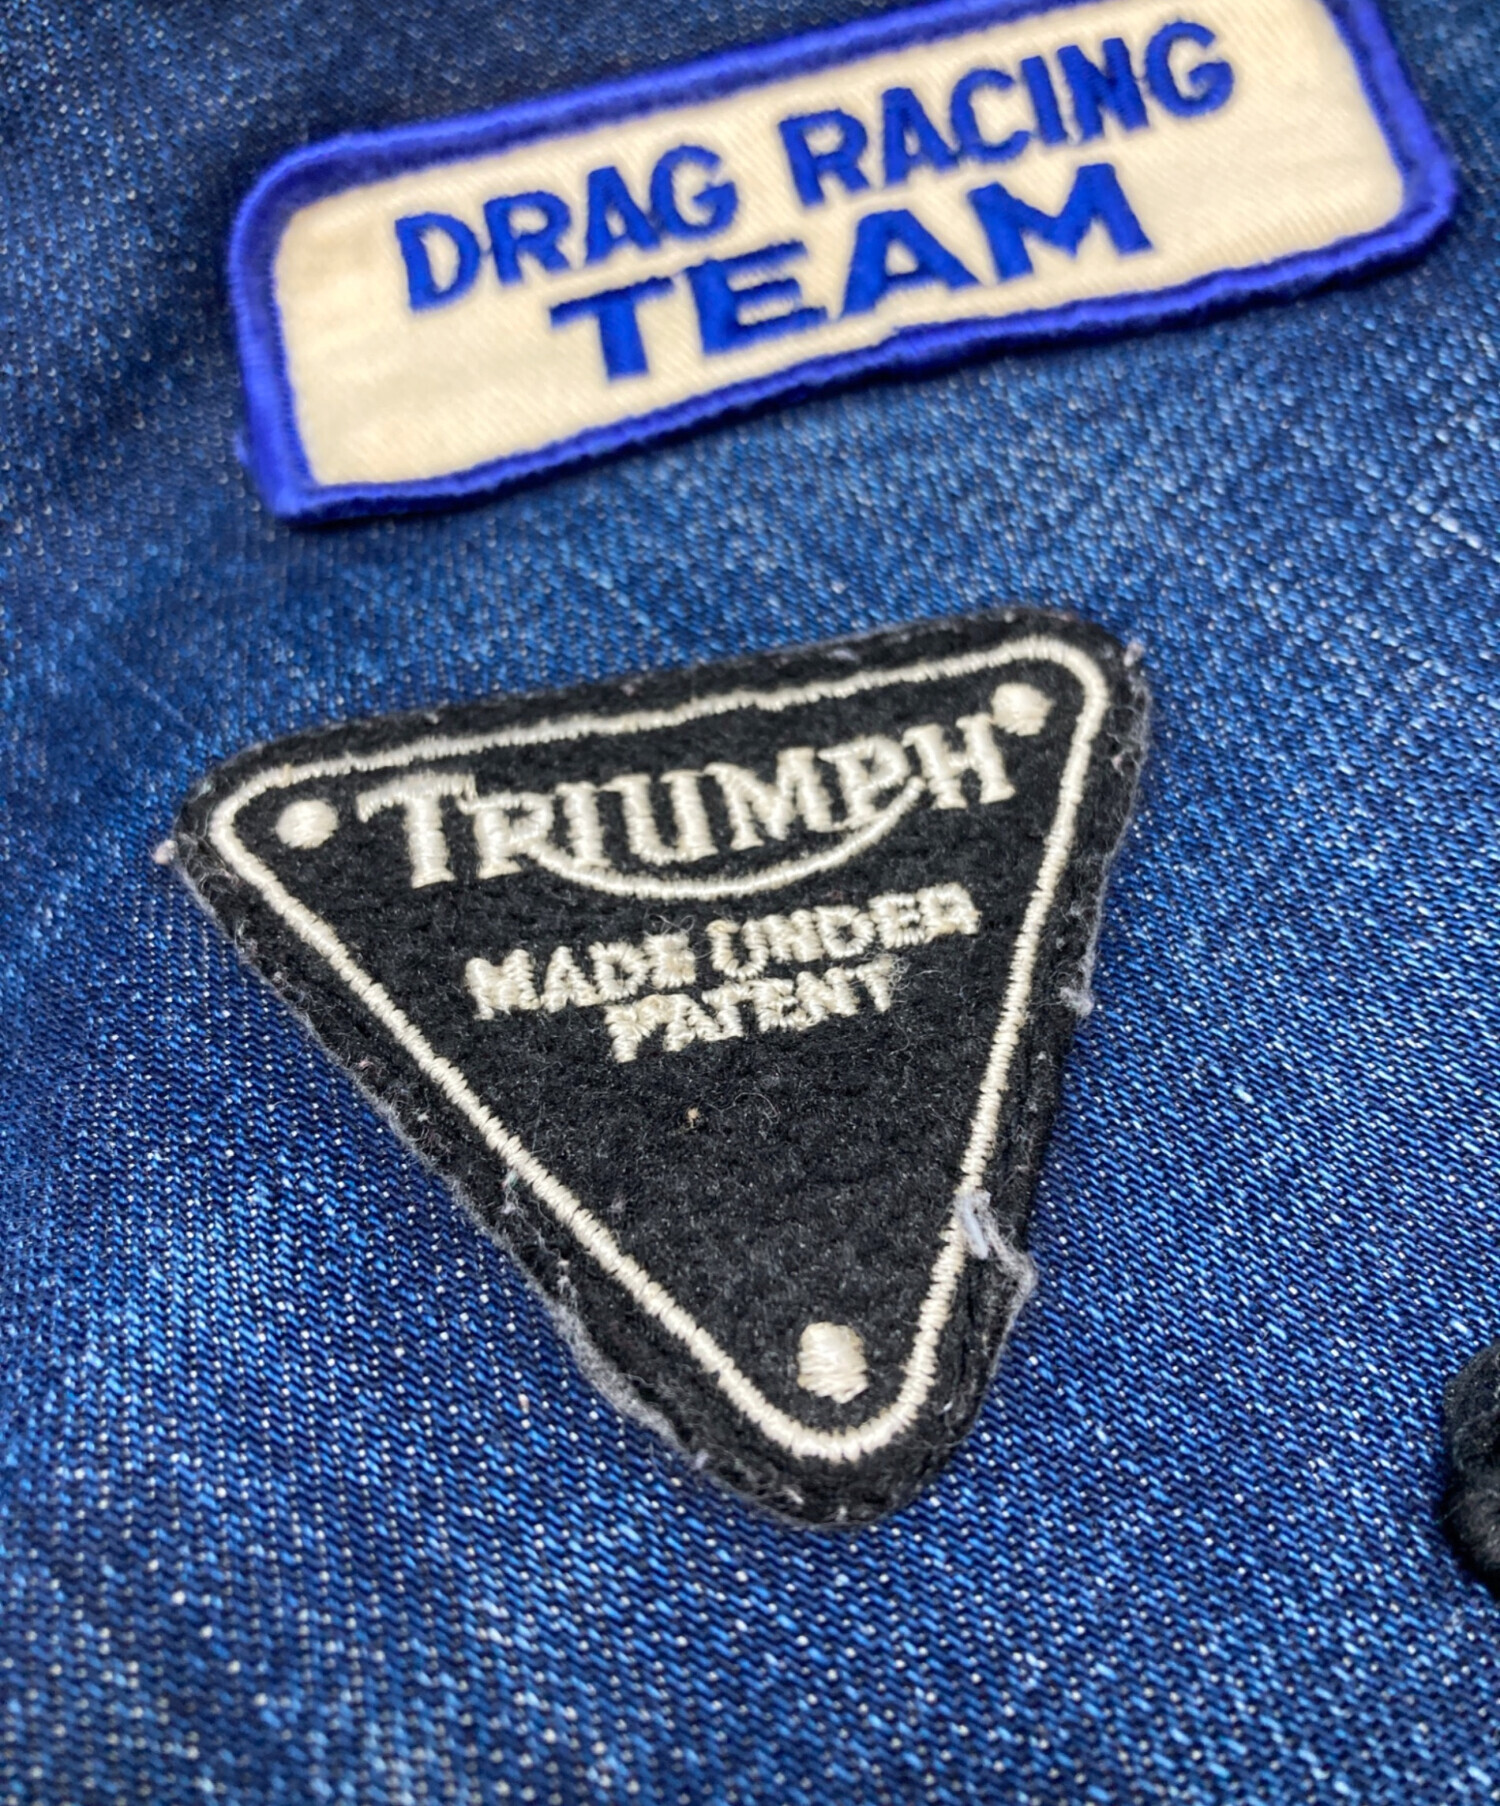 DRAG RACING
TEAM
TRIUMPH
MADE UNDER
PATENT